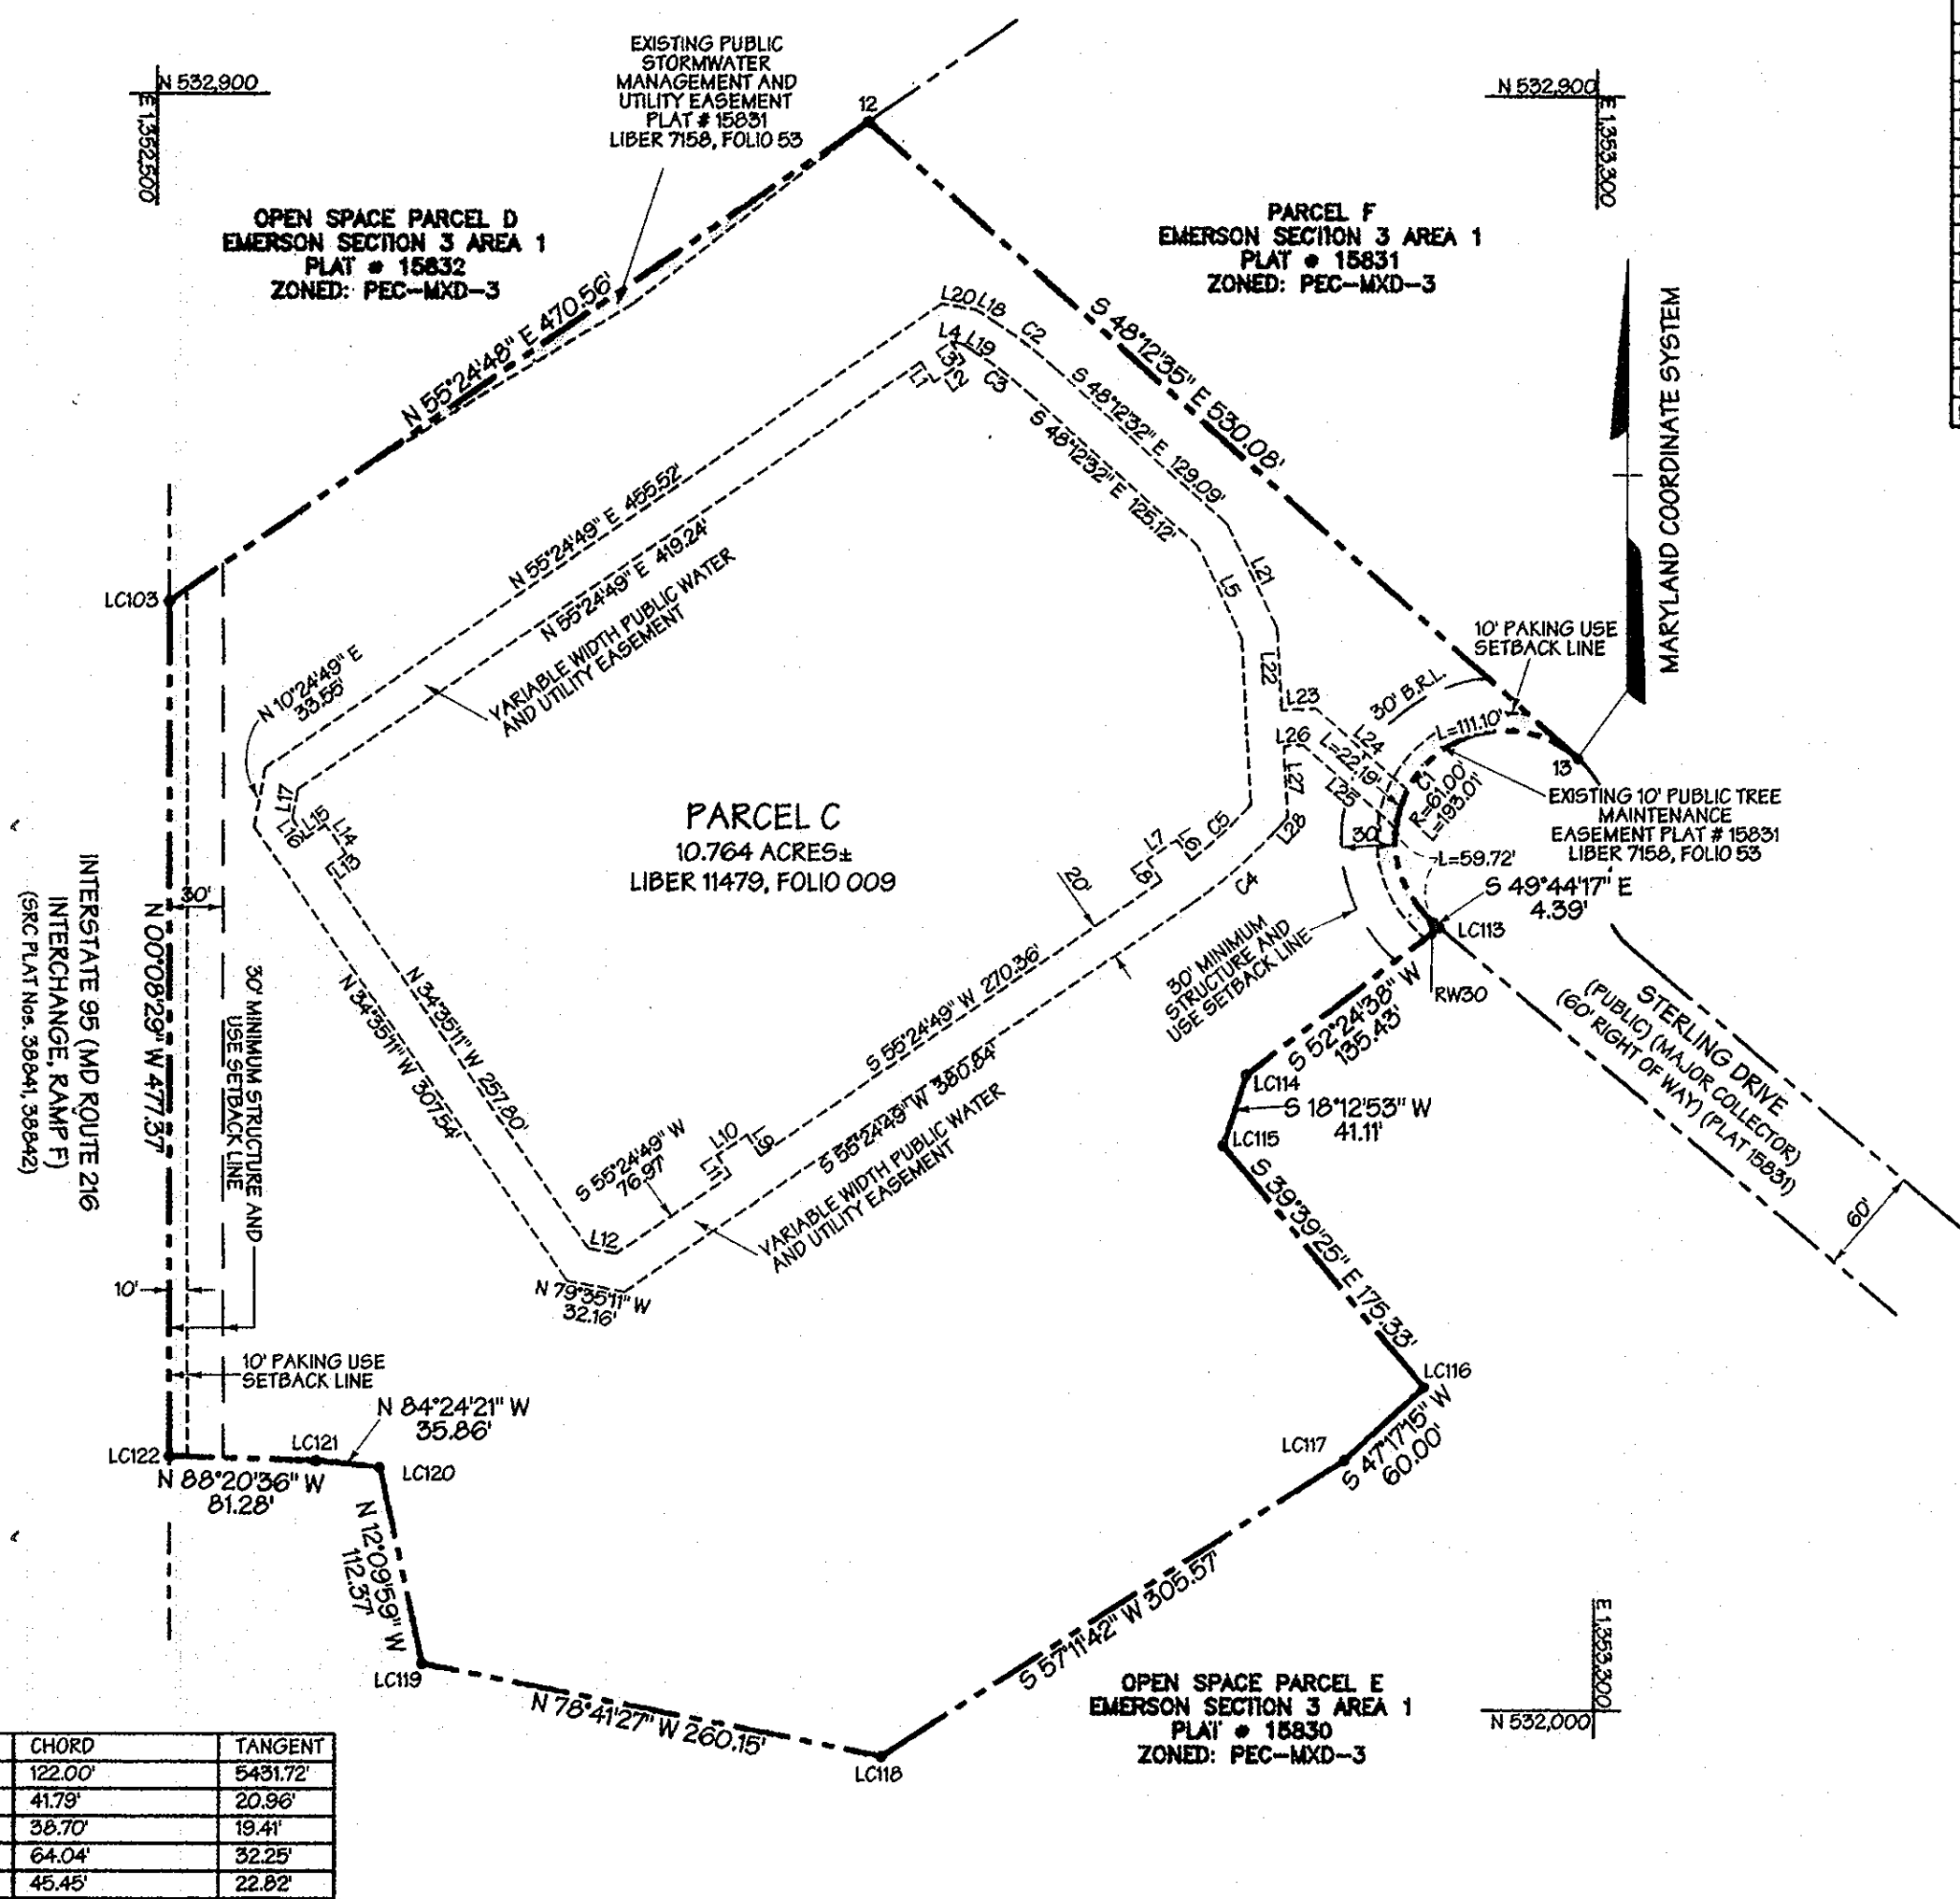 EXISTING PUBLIC
STORMWATER
MANAGEMENT AND
UTILITY EASEMENT
PLAT # 15831
LIBER 7158, FOLIO 53
N 532,900
E 1,352,500
N 532,900
E 1,353,300
12
OPEN SPACE PARCEL D
EMERSON SECTION 3 AREA 1
PLAT # 15832
ZONED: PEC-MXD-3
PARCEL F
EMERSON SECTION 3 AREA 1
PLAT # 15831
ZONED: PEC-MXD-3
MARYLAND COORDINATE SYSTEM
N 55°24'48" E 470.56'
S 48°12'35" E 530.08'
L20
L18
C2
L4
L19
L3
L2
L1
C3
S 48°12'32" E 129.09'
S 48°12'32" E 125.12'
N 55°24'49" E 455.52'
N 55°24'49" E 419.24'
VARIABLE WIDTH PUBLIC WATER
AND UTILITY EASEMENT
LC103
N 10°24'49" E
33.55'
L21
L5
L22
L23
L24
L26
L27
L25
L28
10' PAKING USE
SETBACK LINE
30' B.R.L.
L=111.10'
L=22.19'
C1
R=61.00'
L=193.01'
13
EXISTING 10' PUBLIC TREE
MAINTENANCE
EASEMENT PLAT # 15831
LIBER 7158, FOLIO 53
30'
L=59.72'
S 49°44'17" E
4.39'
LC113
RW30
L17
L16
L15
L14
L13
PARCEL C
10.764 ACRES±
LIBER 11479, FOLIO 009
L7
L6
C5
L8
C4
20'
30' MINIMUM
STRUCTURE AND
USE SETBACK LINE
S 52°24'38" W
135.43'
LC114
S 18°12'53" W
41.11'
LC115
STERLING DRIVE
(PUBLIC) (MAJOR COLLECTOR)
(60' RIGHT OF WAY) (PLAT 15831)
60'
INTERSTATE 95 (MD ROUTE 216
INTERCHANGE, RAMP F)
(SRC PLAT Nos. 38841, 38842)
30'
N 00°08'29" W 477.37'
30' MINIMUM STRUCTURE AND
USE SETBACK LINE
N 34°35'11" W 307.54'
N 34°35'11" W 257.80'
S 55°24'49" W 270.36'
S 55°24'49" W 380.84'
S 55°24'49" W
76.97'
L10
L9
L11
L12
VARIABLE WIDTH PUBLIC WATER
AND UTILITY EASEMENT
N 79°35'11" W
32.16'
10'
10' PAKING USE
SETBACK LINE
S 39°39'25" E 175.33'
LC116
S 47°17'15" W
60.00'
LC117
N 84°24'21" W
35.86'
LC122
LC121
LC120
N 88°20'36" W
81.28'
N 12°09'59" W
112.37'
LC119
N 78°41'27" W 260.15'
LC118
S 57°11'42" W 305.57'
OPEN SPACE PARCEL E
EMERSON SECTION 3 AREA 1
PLAT # 15830
ZONED: PEC-MXD-3
E 1,353,300
N 532,000
CHORD TANGENT
122.00' 5431.72'
41.79' 20.96'
38.70' 19.41'
64.04' 32.25'
45.45' 22.82'